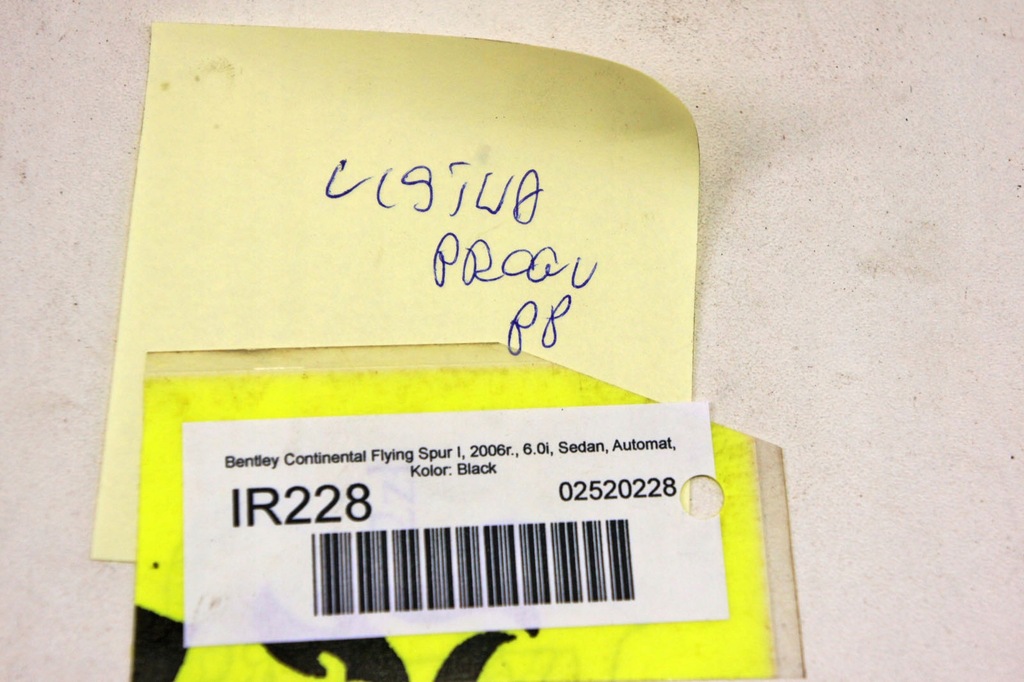 LISTWA
PROGU
PP
Bentley Continental Flying Spur I, 2006r., 6.0i, Sedan, Automat,
Kolor: Black
IR228
02520228